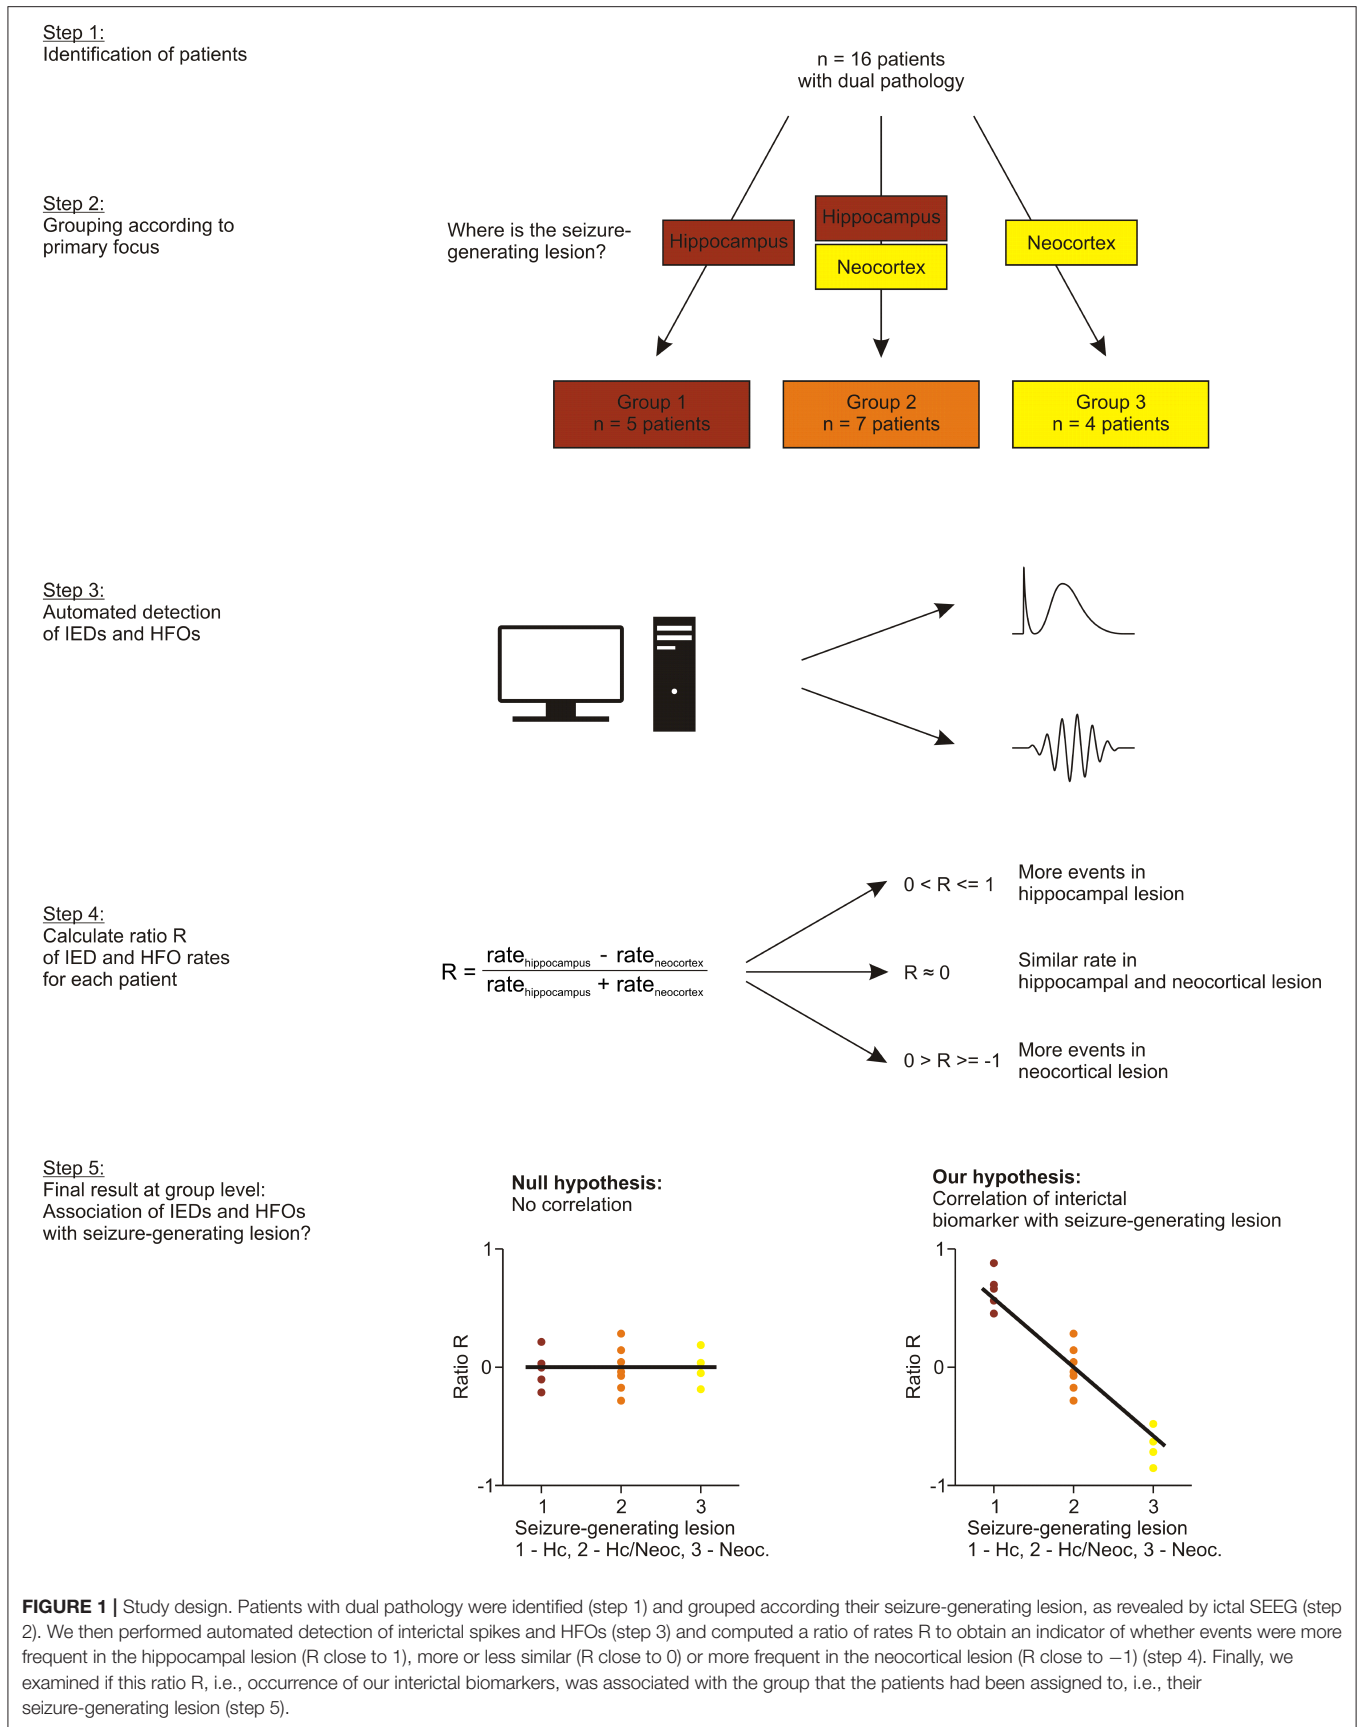 Step 1:
Identification of patients
n = 16 patients
with dual pathology
Step 2:
Grouping according to
primary focus
Where is the seizure-
generating lesion?
Hippocampus
Hippocampus
Neocortex
Neocortex
Group 1
n = 5 patients
Group 2
n = 7 patients
Group 3
n = 4 patients
Step 3:
Automated detection
of IEDs and HFOs
Step 4:
Calculate ratio R
of IED and HFO rates
for each patient
R = 
rate hippocampus - rate neocortex
rate hippocampus + rate neocortex
0 < R <= 1
More events in
hippocampal lesion
R ≈ 0
Similar rate in
hippocampal and neocortical lesion
0 > R >= -1
More events in
neocortical lesion
Step 5:
Final result at group level:
Association of IEDs and HFOs
with seizure-generating lesion?
Null hypothesis:
No correlation
1
0
-1
Ratio R
1 2 3
Seizure-generating lesion
1 - Hc, 2 - Hc/Neoc, 3 - Neoc.
Our hypothesis:
Correlation of interictal
biomarker with seizure-generating lesion
1
0
-1
Ratio R
1 2 3
Seizure-generating lesion
1 - Hc, 2 - Hc/Neoc, 3 - Neoc.
FIGURE 1 | Study design. Patients with dual pathology were identified (step 1) and grouped according their seizure-generating lesion, as revealed by ictal SEEG (step
2). We then performed automated detection of interictal spikes and HFOs (step 3) and computed a ratio of rates R to obtain an indicator of whether events were more
frequent in the hippocampal lesion (R close to 1), more or less similar (R close to 0) or more frequent in the neocortical lesion (R close to −1) (step 4). Finally, we
examined if this ratio R, i.e., occurrence of our interictal biomarkers, was associated with the group that the patients had been assigned to, i.e., their
seizure-generating lesion (step 5).